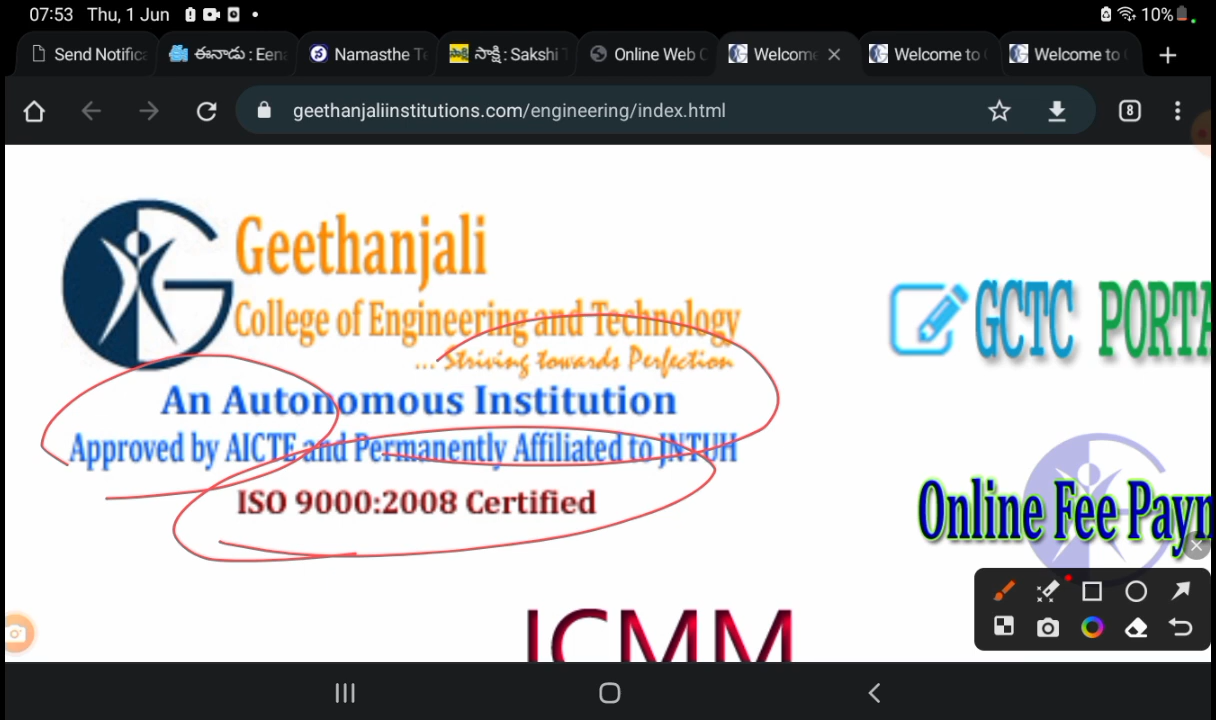 07:53 Thu, 1 Jun
10%
Send Notifica
ఈనాడు : Een
Namasthe Te
సాక్షి : Sakshi T
Online Web C
Welcome
Welcome to
Welcome to
geethanjaliinstitutions.com/engineering/index.html
8
Geethanjali
College of Engineering and Technology
...Striving towards Perfection
An Autonomous Institution
Approved by AICTE and Permanently Affiliated to JNTUH
ISO 9000:2008 Certified
GCTC PORTA
Online Fee Paym
ICMM